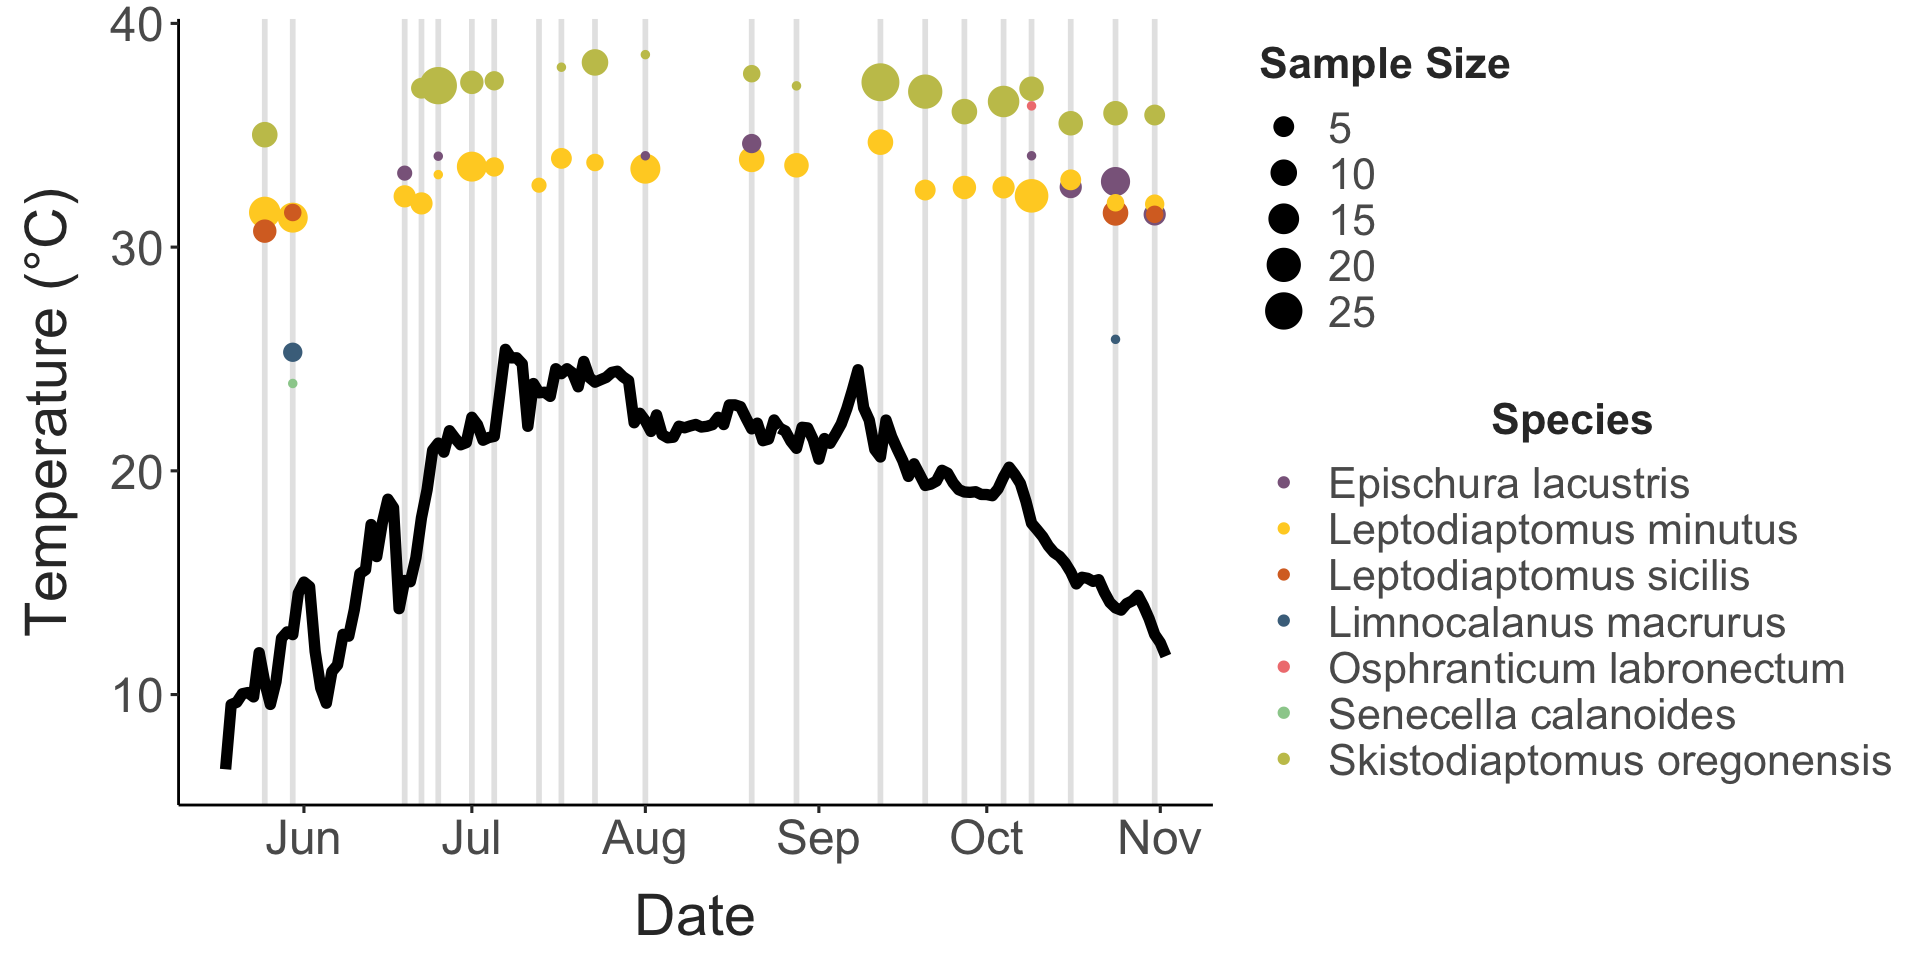 40
30
20
10
Temperature (°C)
Jun Jul Aug Sep Oct Nov
Date
Sample Size
5
10
15
20
25
Species
Epischura lacustris
Leptodiaptomus minutus
Leptodiaptomus sicilis
Limnocalanus macrurus
Osphranticum labronectum
Senecella calanoides
Skistodiaptomus oregonensis